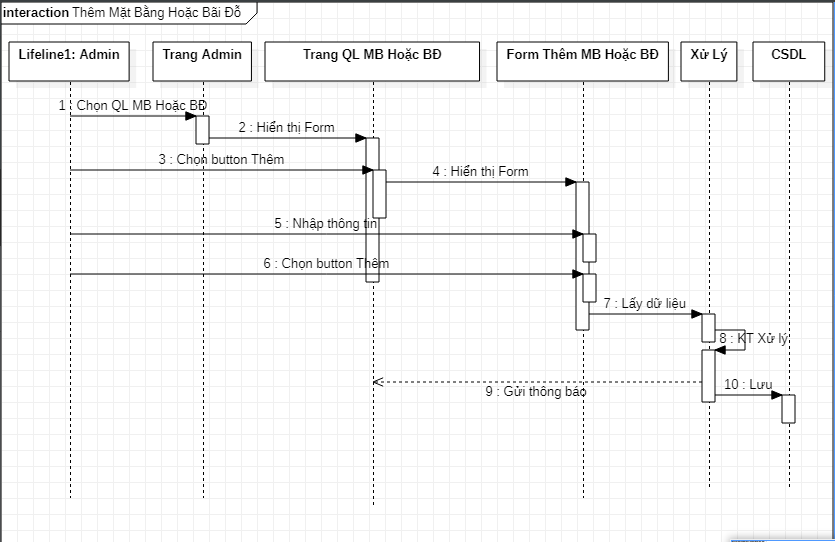 interaction Thêm Mặt Bằng Hoặc Bãi Đỗ
Lifeline1: Admin
Trang Admin
Trang QL MB Hoặc BĐ
Form Thêm MB Hoặc BĐ
Xử Lý
CSDL
1 : Chọn QL MB Hoặc BĐ
2 : Hiển thị Form
3 : Chọn button Thêm
4 : Hiển thị Form
5 : Nhập thông tin
6 : Chọn button Thêm
7 : Lấy dữ liệu
8 : KT Xử lý
9 : Gửi thông báo
10 : Lưu